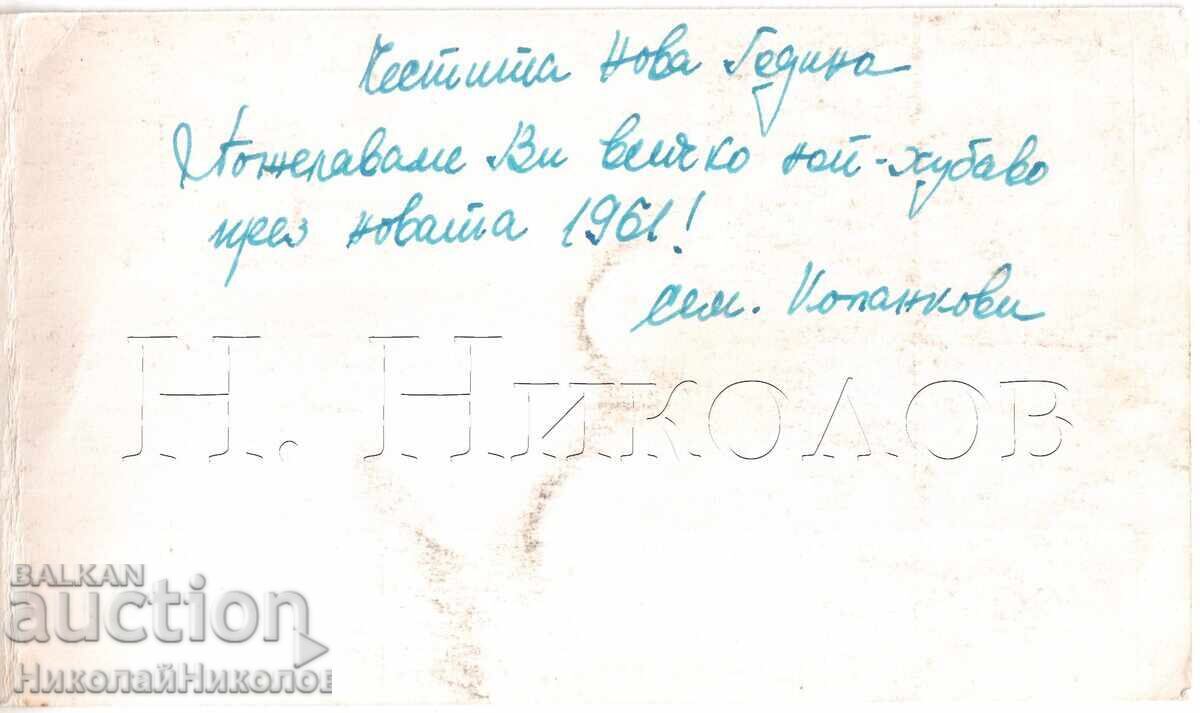 Честита Нова Година
Пожелаваме Ви всичко най-хубаво
през новата 1961!
сем. Копанкови
Н. Николов
BALKAN
auction
НиколайНиколов